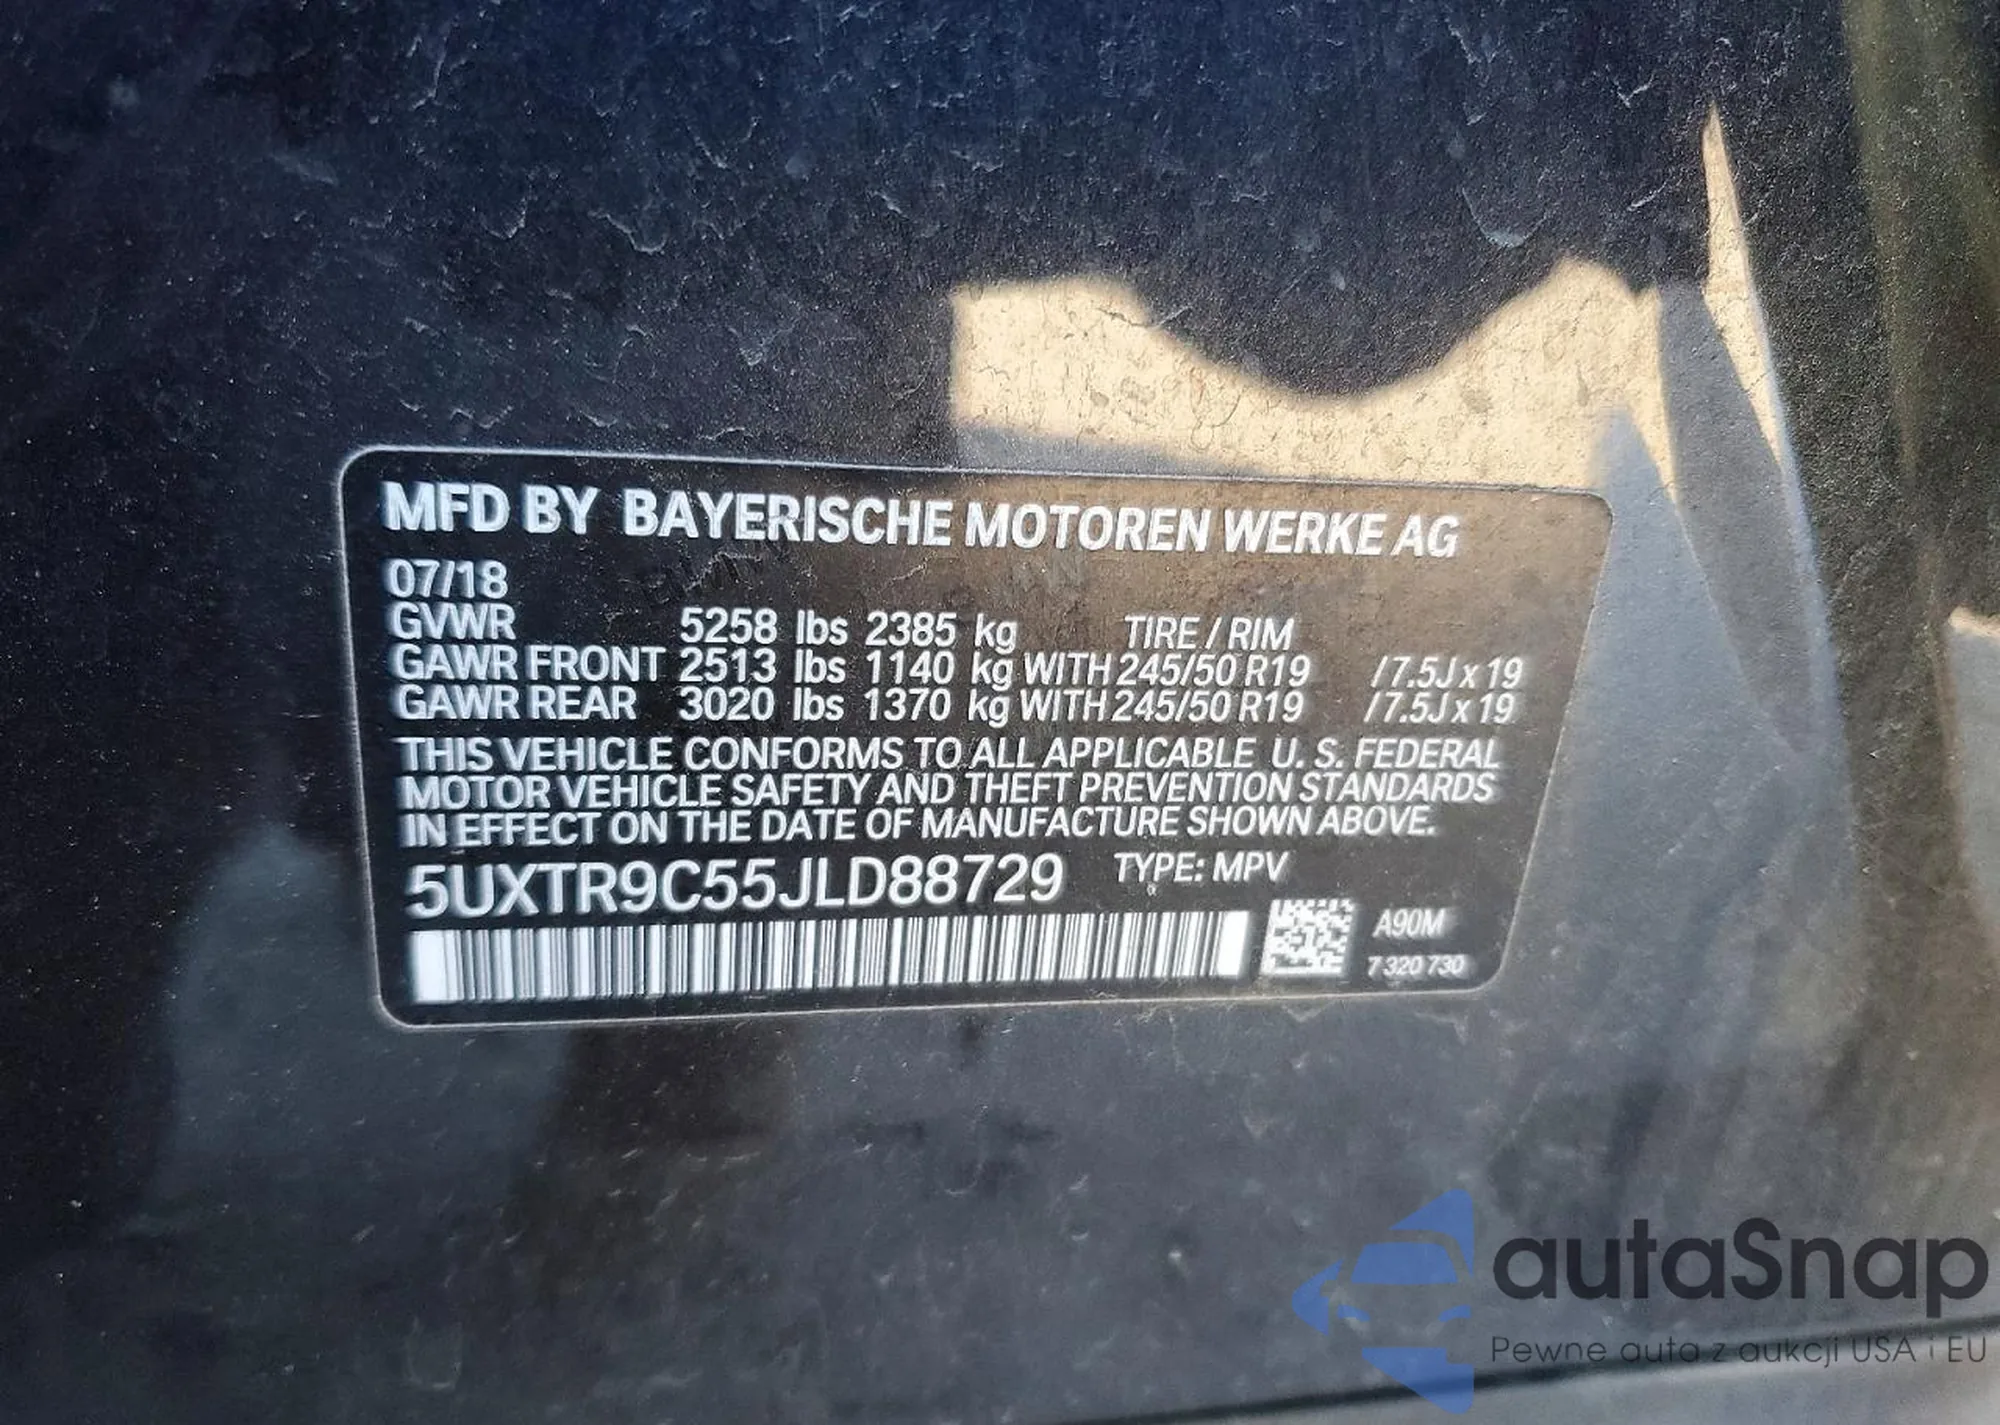 MFD BY BAYERISCHE MOTOREN WERKE AG
07/18
GVWR 5258 lbs 2385 kg TIRE / RIM
GAWR FRONT 2513 lbs 1140 kg WITH 245/50 R19 /7.5J x 19
GAWR REAR 3020 lbs 1370 kg WITH 245/50 R19 /7.5J x 19
THIS VEHICLE CONFORMS TO ALL APPLICABLE U. S. FEDERAL
MOTOR VEHICLE SAFETY AND THEFT PREVENTION STANDARDS
IN EFFECT ON THE DATE OF MANUFACTURE SHOWN ABOVE.
5UXTR9C55JLD88729 TYPE: MPV
A90M
7 320 730
autaSnap
Pewne auta z aukcji USA i EU